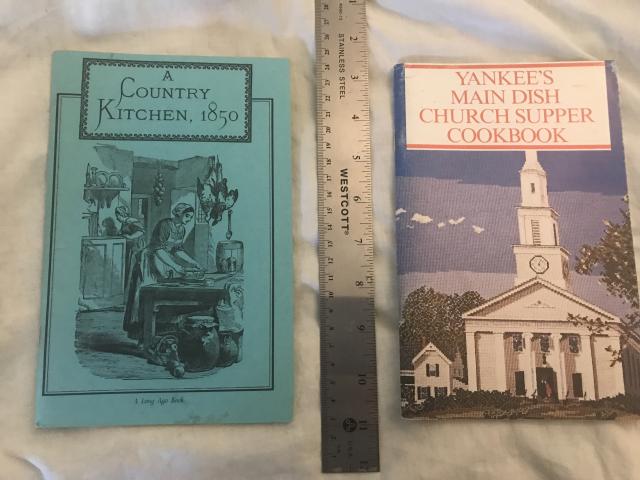 A
COUNTRY
KITCHEN, 1850
A Long Ago Book
YANKEE'S
MAIN DISH
CHURCH SUPPER
COOKBOOK
STAINLESS STEEL
WESTCOTT®
1
2
3
4
5
6
7
8
9
10
11